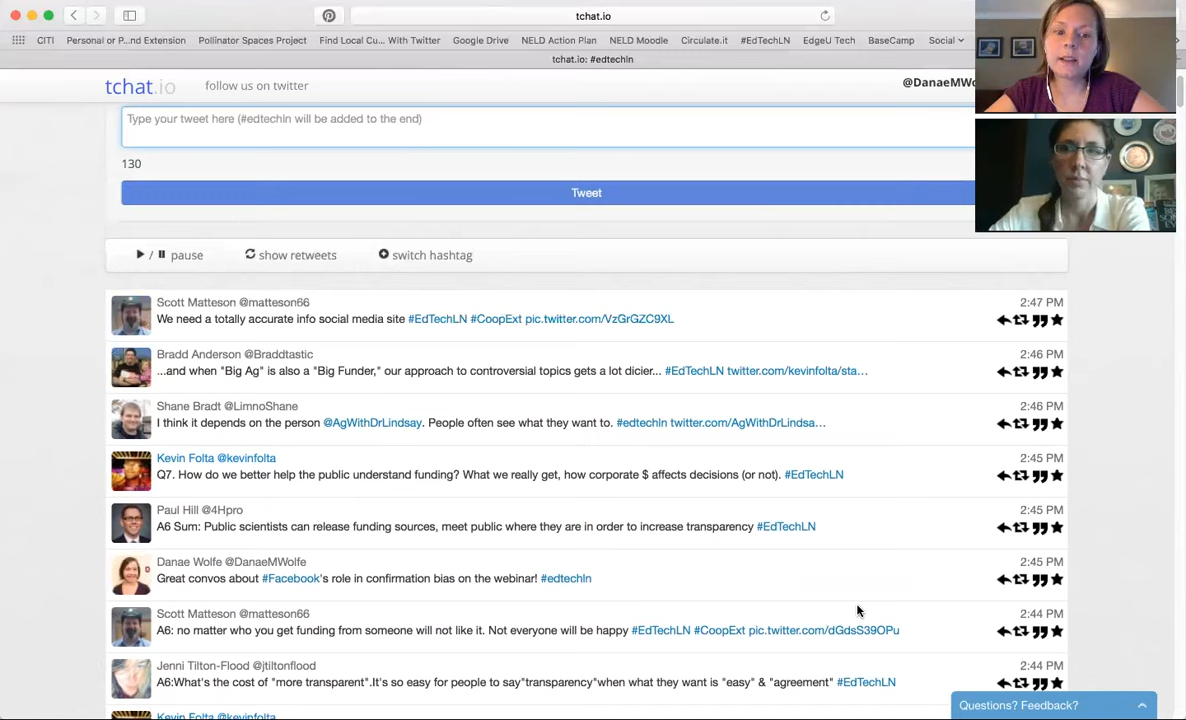 tchat.io
CITI Personal or P...nd Extension Pollinator Spaces Project Find Local Cu... With Twitter Google Drive NELD Action Plan NELD Moodle Circulate.it #EdTechLN EdgeU Tech BaseCamp Social
tchat.io: #edtechln
tchat.io follow us on twitter @DanaeMWo
Type your tweet here (#edtechln will be added to the end)
130
Tweet
/ pause show retweets switch hashtag
Scott Matteson @matteson66 2:47 PM
We need a totally accurate info social media site #EdTechLN #CoopExt pic.twitter.com/VzGrGZC9XL
Bradd Anderson @Braddtastic 2:46 PM
...and when "Big Ag" is also a "Big Funder," our approach to controversial topics gets a lot dicier... #EdTechLN twitter.com/kevinfolta/sta...
Shane Bradt @LimnoShane 2:46 PM
I think it depends on the person @AgWithDrLindsay. People often see what they want to. #edtechln twitter.com/AgWithDrLindsa...
Kevin Folta @kevinfolta 2:45 PM
Q7. How do we better help the public understand funding? What we really get, how corporate $ affects decisions (or not). #EdTechLN
Paul Hill @4Hpro 2:45 PM
A6 Sum: Public scientists can release funding sources, meet public where they are in order to increase transparency #EdTechLN
Danae Wolfe @DanaeMWolfe 2:45 PM
Great convos about #Facebook's role in confirmation bias on the webinar! #edtechln
Scott Matteson @matteson66 2:44 PM
A6: no matter who you get funding from someone will not like it. Not everyone will be happy #EdTechLN #CoopExt pic.twitter.com/dGdsS39OPu
Jenni Tilton-Flood @jtiltonflood 2:44 PM
A6:What's the cost of "more transparent".It's so easy for people to say"transparency"when what they want is "easy" & "agreement" #EdTechLN
Kevin Folta @kevinfolta
Questions? Feedback?